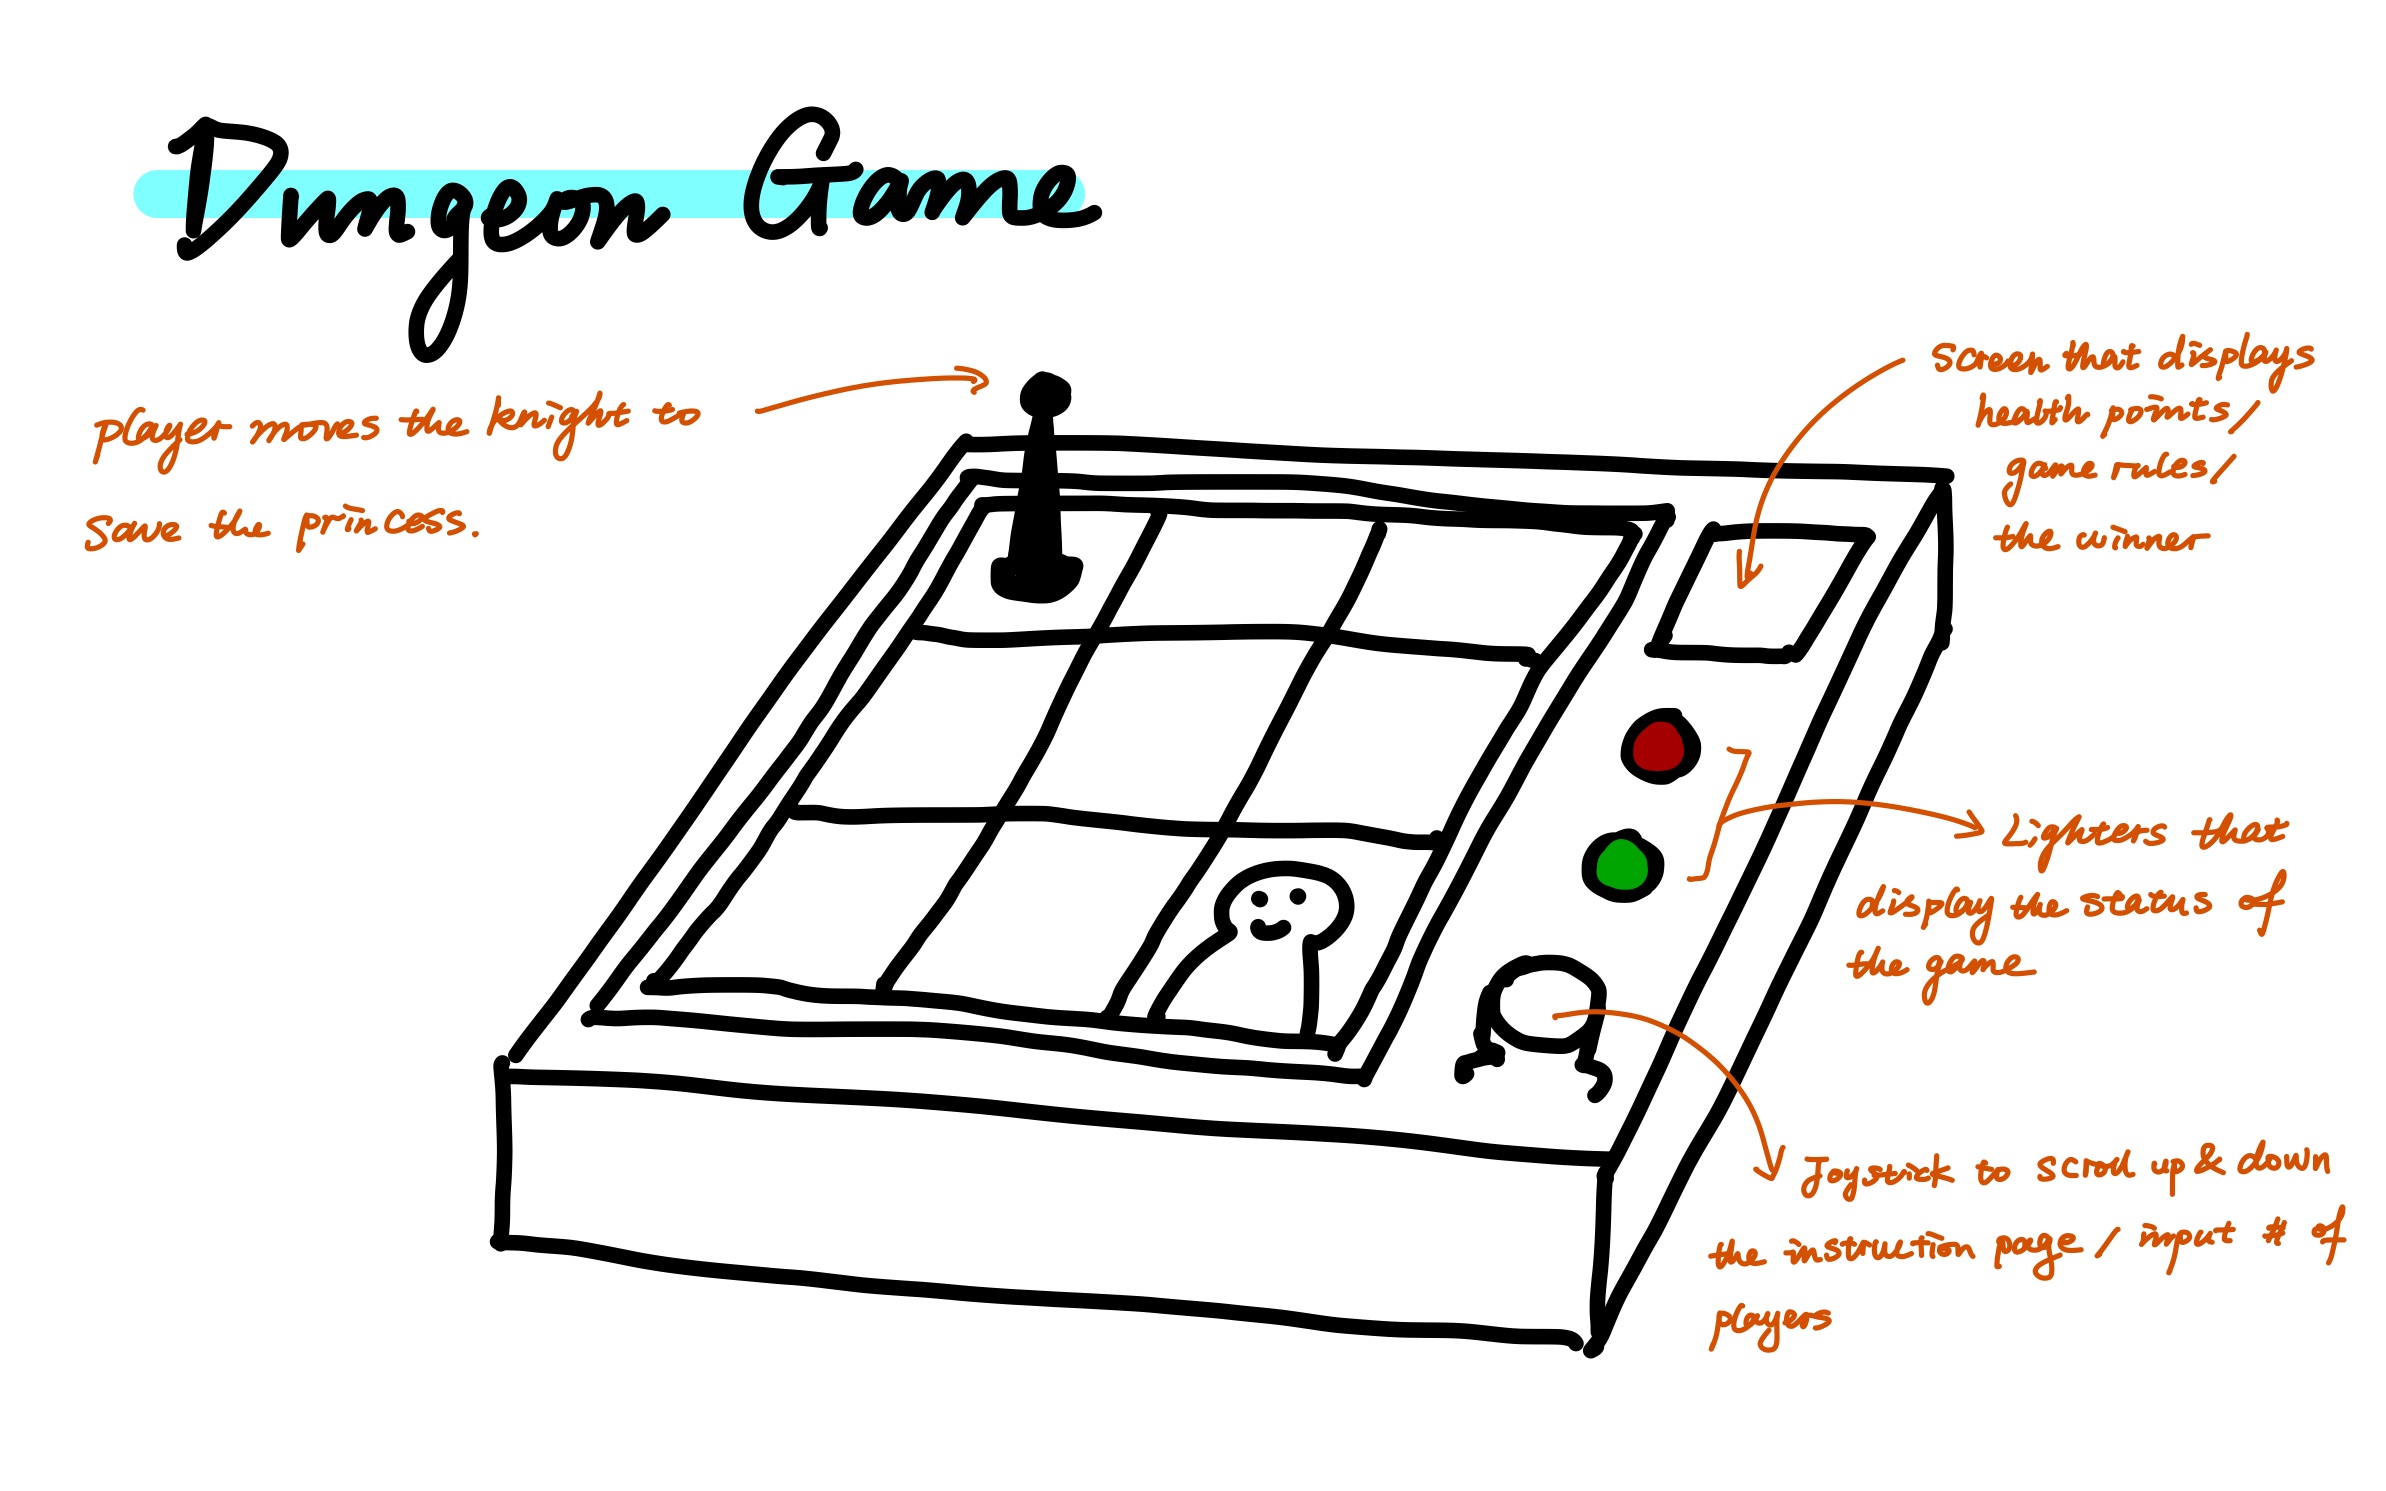 Dungeon Game
player moves the knight to
save the princess.
screen that displays
health points/
game rules/
the winner
Lighters that
display the status of
the game
Joystick to scroll up & down
the instruction page / input # of
players